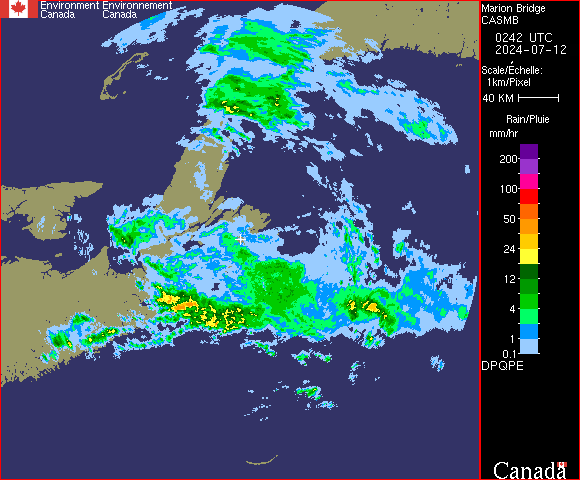 Environment Environnement
Canada Canada
Marion Bridge
CASMB
0242 UTC
2024-07-12
Scale/Échelle:
1km/Pixel
40 KM
Rain/Pluie
mm/hr
200
100
50
24
12
4
1
0.1
DPQPE
Canada